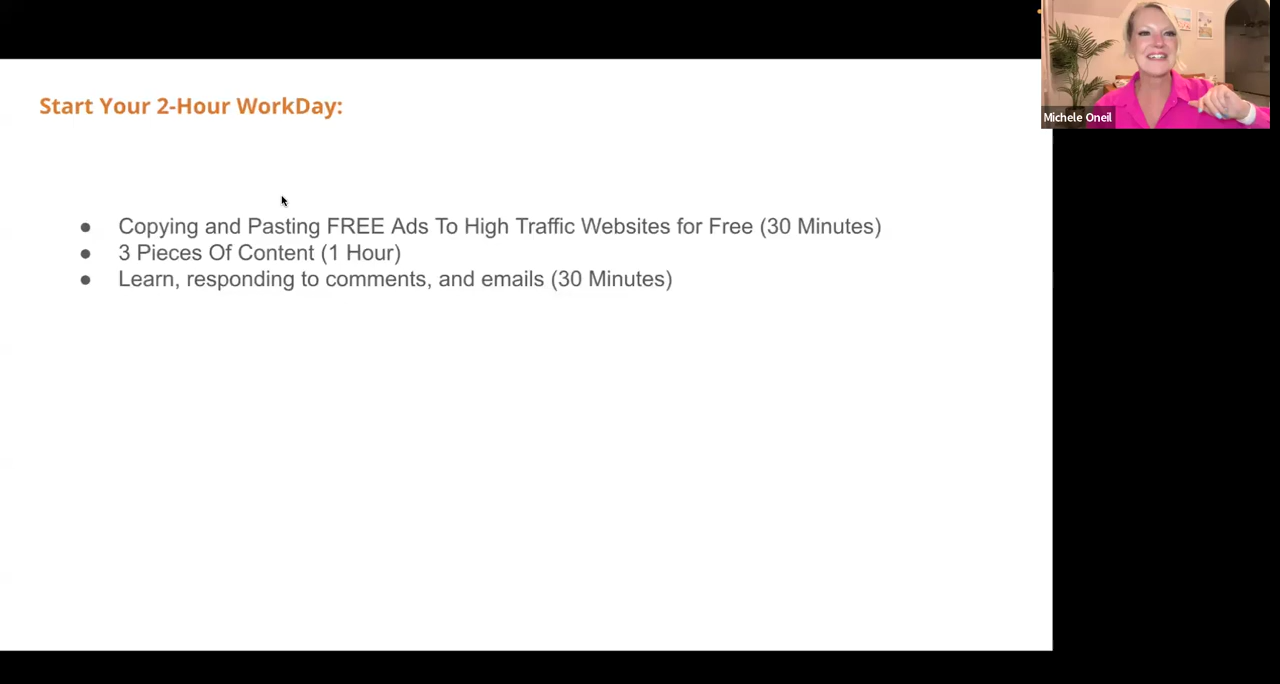 Start Your 2-Hour WorkDay:
Michele Oneil
● Copying and Pasting FREE Ads To High Traffic Websites for Free (30 Minutes)
● 3 Pieces Of Content (1 Hour)
● Learn, responding to comments, and emails (30 Minutes)